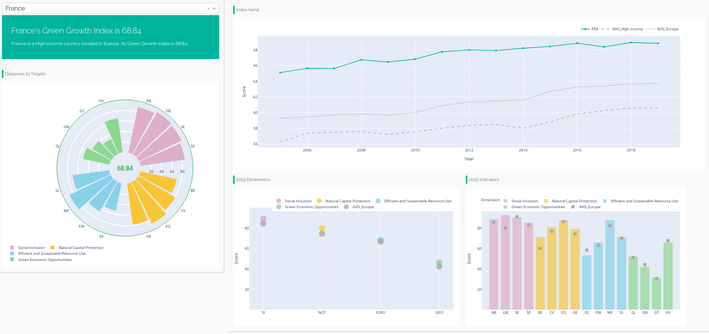 France
× ▾
France's Green Growth Index is 68.84
France is a High income country located in Europe. Its Green Growth Index is 68.84.
Distances to Targets
AB
GB
SE
SP
BE
CV
EQ
GE
EE
EW
ME
SL
GJ
GN
GT
GV
20 40 60 80
68.84
Social Inclusion
Natural Capital Protection
Efficient and Sustainable Resource Use
Green Economic Opportunities
Index trend
FRA
AVG_High income
AVG_Europe
Score
68
66
64
62
60
58
56
2006 2008 2010 2012 2014 2016 2018
Year
2019 Dimensions
Social Inclusion
Natural Capital Protection
Efficient and Sustainable Resource Use
Green Economic Opportunities
AVG_Europe
Score
80
60
40
20
SI NCP ESRU GEO
2019 Indicators
Dimension
Social Inclusion
Natural Capital Protection
Efficient and Sustainable Resource Use
Green Economic Opportunities
AVG_Europe
Score
80
60
40
20
AB GB SE SP BE CV EQ GE EE EW ME SL GJ GN GT GV